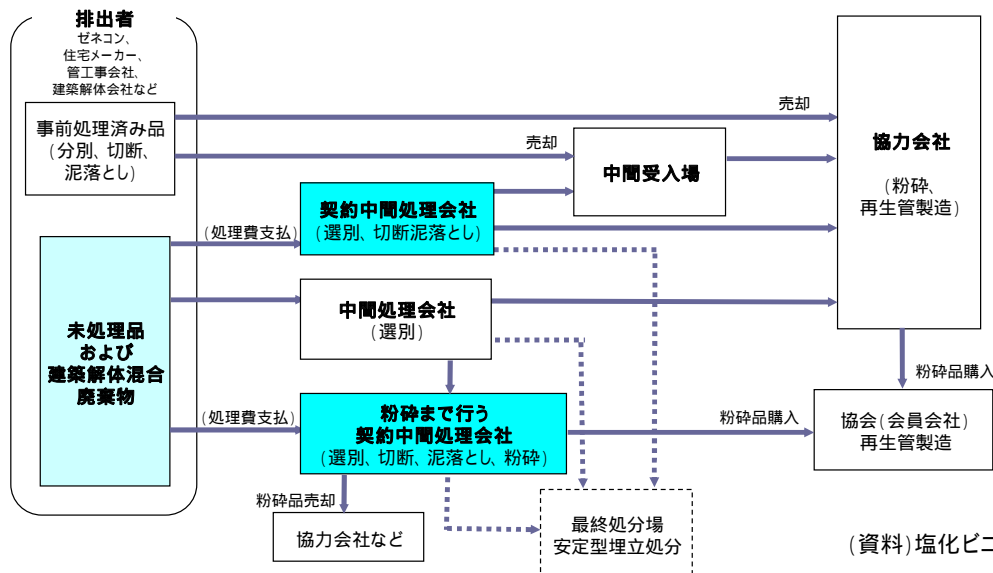 排出者
ゼネコン、
住宅メーカー、
管工事会社、
建築解体会社など
事前処理済み品
(分別、切断、
泥落とし)
未処理品
および
建築解体混合
廃棄物
売却
売却
(処理費支払)
(処理費支払)
契約中間処理会社
(選別、切断泥落とし)
中間受入場
中間処理会社
(選別)
粉砕まで行う
契約中間処理会社
(選別、切断、泥落とし、粉砕)
粉砕品売却
協力会社など
最終処分場
安定型埋立処分
協力会社
(粉砕、
再生管製造)
粉砕品購入
粉砕品購入
協会(会員会社)
再生管製造
(資料)塩化ビニ